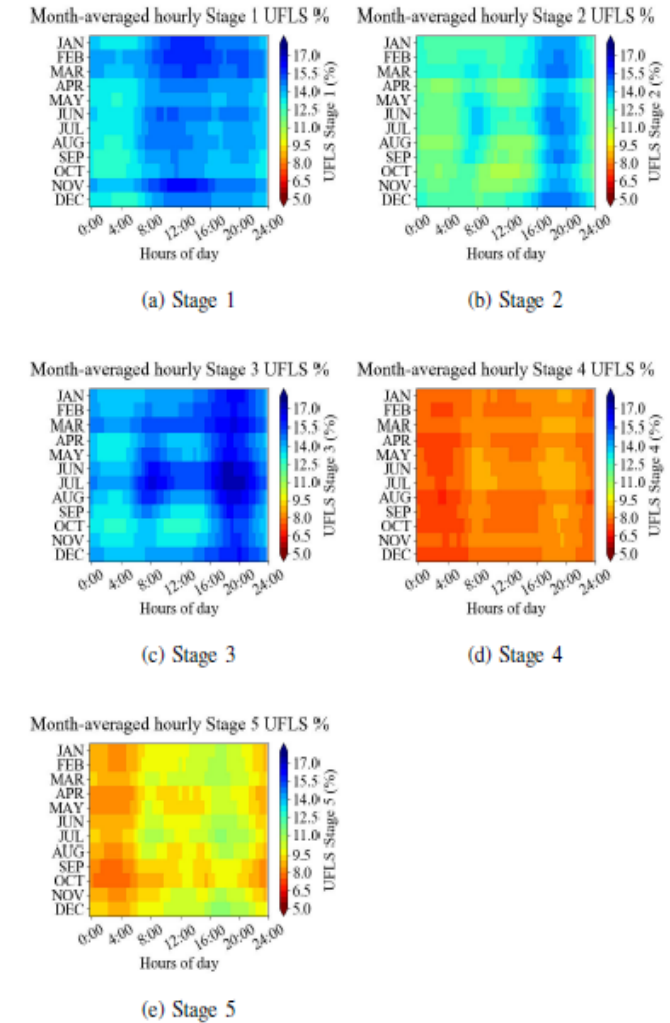 Month-averaged hourly Stage 1 UFLS %
JAN
FEB
MAR
APR
MAY
JUN
JUL
AUG
SEP
OCT
NOV
DEC
0:00 4:00 8:00 12:00 16:00 20:00 24:00
Hours of day
17.0
15.5
14.0
12.5
11.0
9.5
8.0
6.5
5.0
UFLS Stage 1 (%)
(a) Stage 1
Month-averaged hourly Stage 2 UFLS %
JAN
FEB
MAR
APR
MAY
JUN
JUL
AUG
SEP
OCT
NOV
DEC
0:00 4:00 8:00 12:00 16:00 20:00 24:00
Hours of day
17.0
15.5
14.0
12.5
11.0
9.5
8.0
6.5
5.0
UFLS Stage 2 (%)
(b) Stage 2
Month-averaged hourly Stage 3 UFLS %
JAN
FEB
MAR
APR
MAY
JUN
JUL
AUG
SEP
OCT
NOV
DEC
0:00 4:00 8:00 12:00 16:00 20:00 24:00
Hours of day
17.0
15.5
14.0
12.5
11.0
9.5
8.0
6.5
5.0
UFLS Stage 3 (%)
(c) Stage 3
Month-averaged hourly Stage 4 UFLS %
JAN
FEB
MAR
APR
MAY
JUN
JUL
AUG
SEP
OCT
NOV
DEC
0:00 4:00 8:00 12:00 16:00 20:00 24:00
Hours of day
17.0
15.5
14.0
12.5
11.0
9.5
8.0
6.5
5.0
UFLS Stage 4 (%)
(d) Stage 4
Month-averaged hourly Stage 5 UFLS %
JAN
FEB
MAR
APR
MAY
JUN
JUL
AUG
SEP
OCT
NOV
DEC
0:00 4:00 8:00 12:00 16:00 20:00 24:00
Hours of day
17.0
15.5
14.0
12.5
11.0
9.5
8.0
6.5
5.0
UFLS Stage 5 (%)
(e) Stage 5